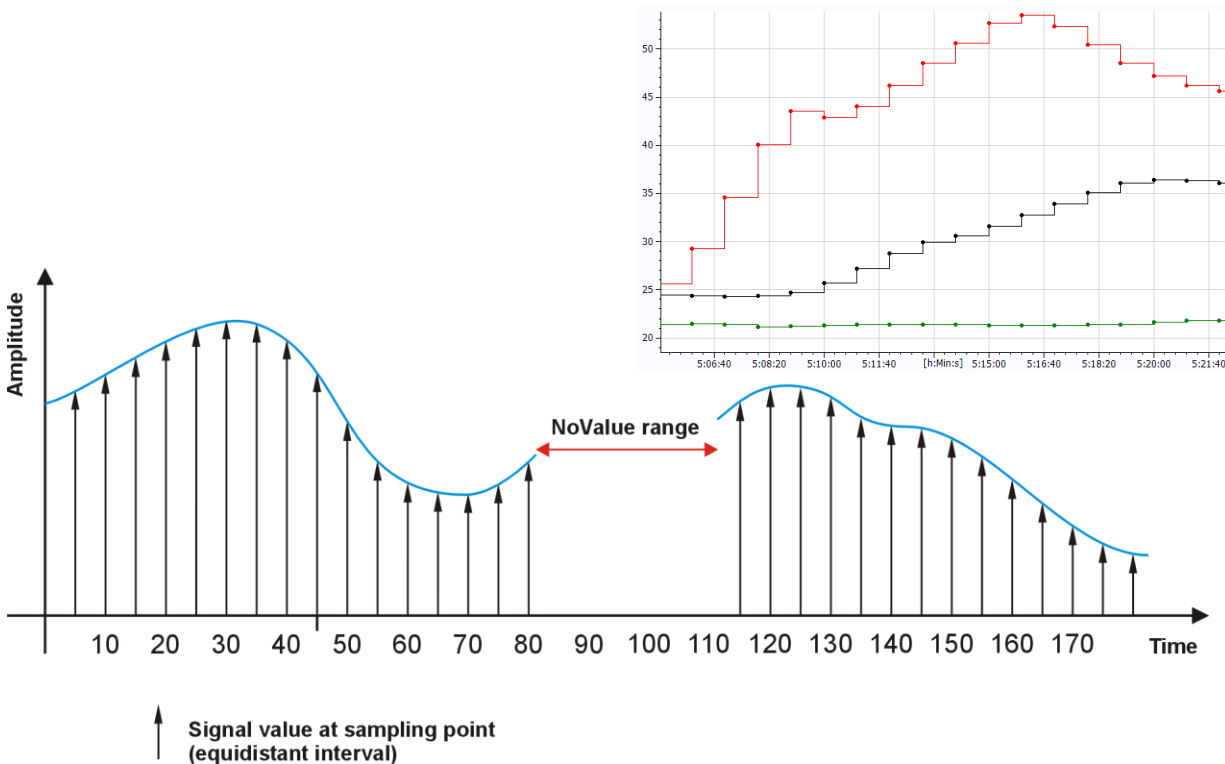 50
45
40
35
30
25
20
5:06:40 5:08:20 5:10:00 5:11:40 [h:Min:s] 5:15:00 5:16:40 5:18:20 5:20:00 5:21:40
Amplitude
NoValue range
10 20 30 40 50 60 70 80 90 100 110 120 130 140 150 160 170 Time
Signal value at sampling point
(equidistant interval)